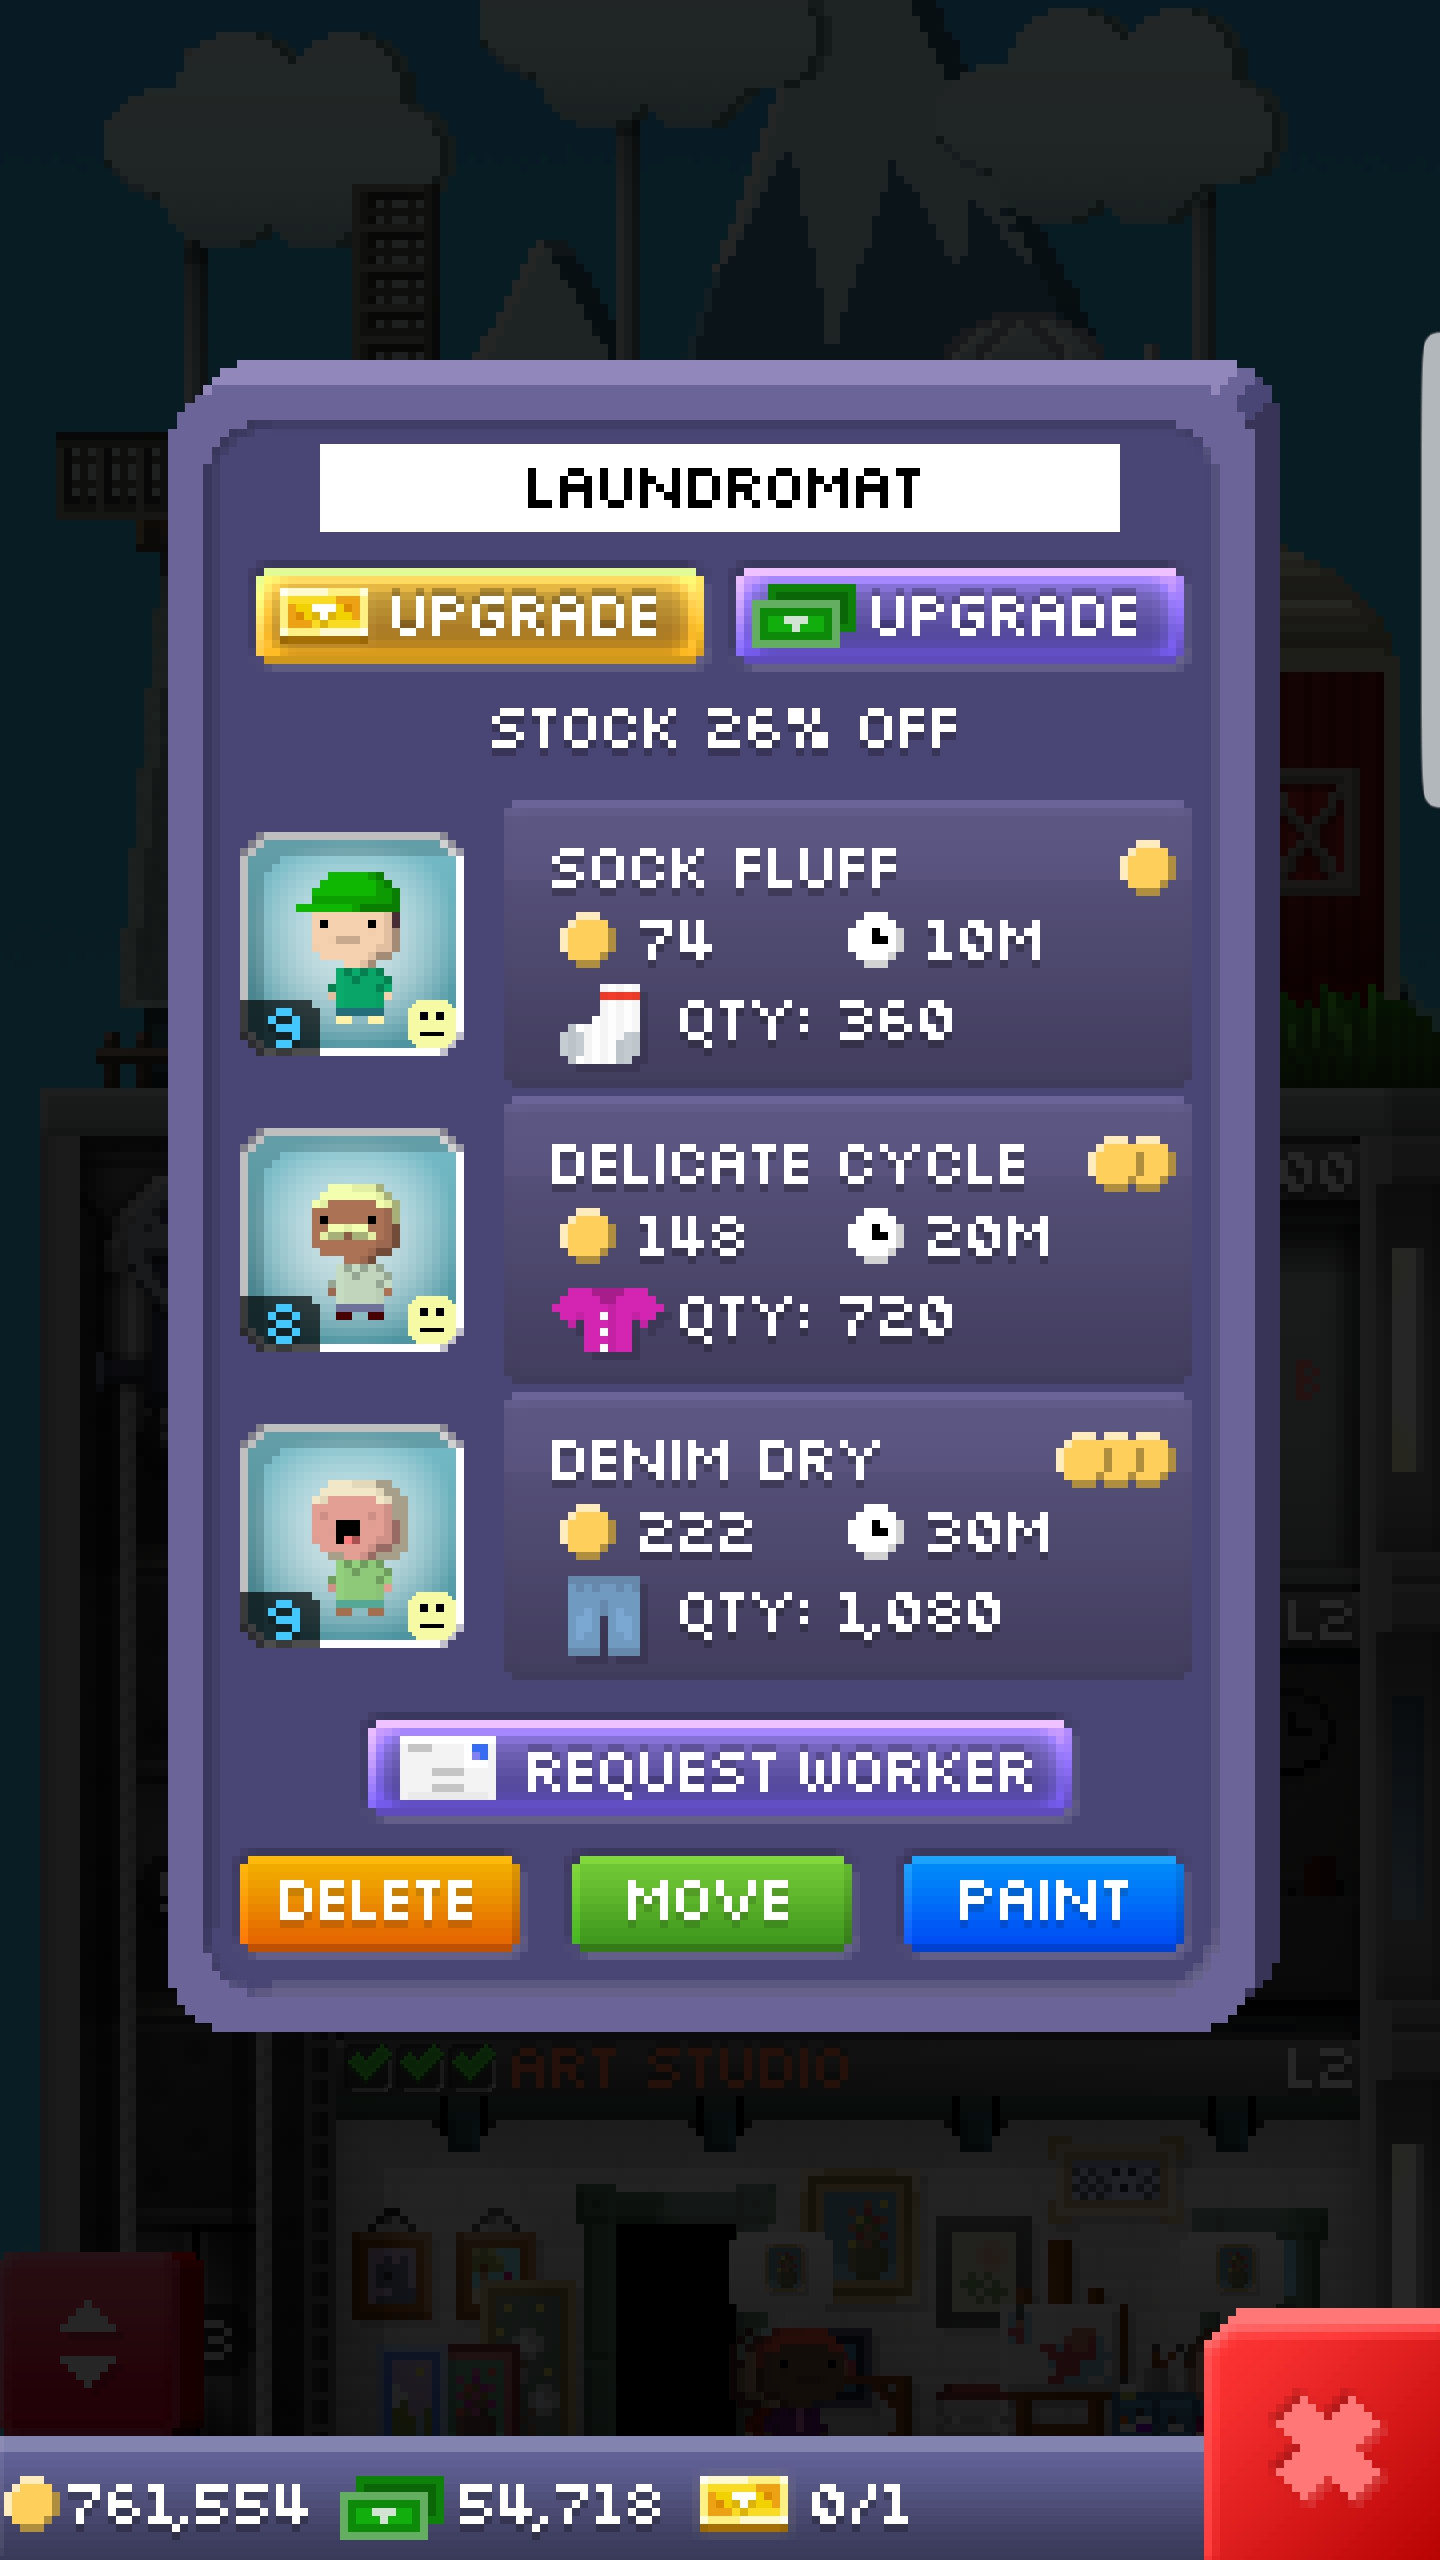 LAUNDROMAT
UPGRADE UPGRADE
STOCK 26% OFF
SOCK FLUFF
74 10M
9 QTY: 360
DELICATE CYCLE
148 20M
8 QTY: 720
DENIM DRY
222 30M
9 QTY: 1,080
REQUEST WORKER
DELETE MOVE PAINT
L2
ART STUDIO L2
761,554 54,718 0/1